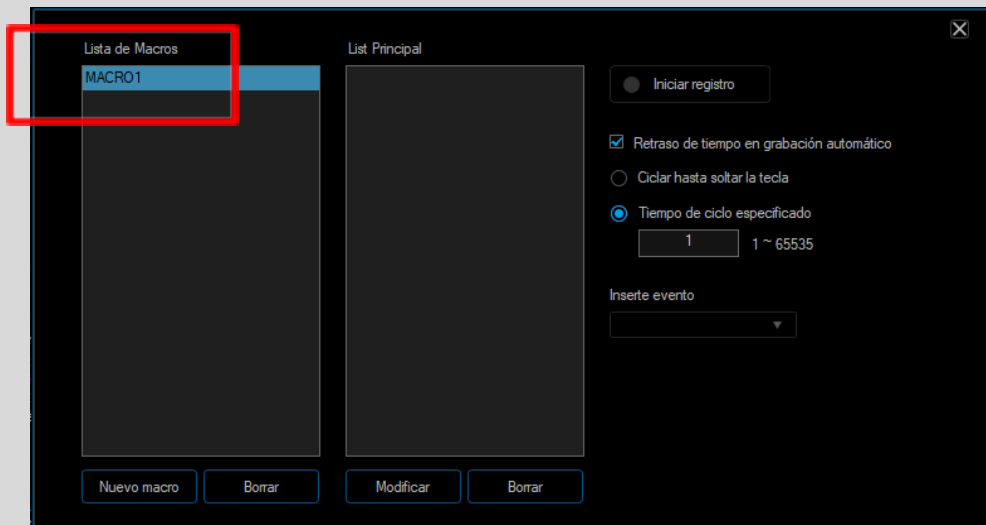 Lista de Macros
List Principal
MACRO1
Iniciar registro
Retraso de tiempo en grabación automático
Ciclar hasta soltar la tecla
Tiempo de ciclo especificado
1
1 ~ 65535
Inserte evento
Nuevo macro
Borrar
Modificar
Borrar